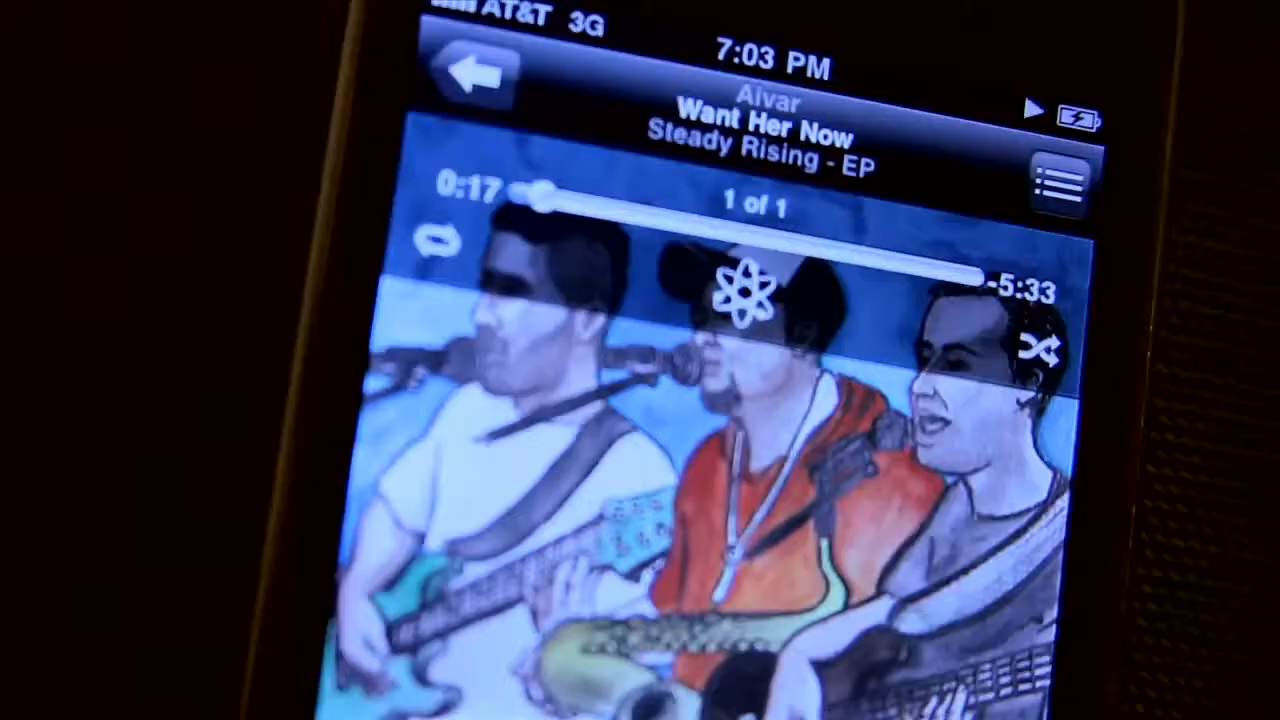 AT&T 3G
7:03 PM
Aivar
Want Her Now
Steady Rising - EP
0:17
1 of 1
-5:33